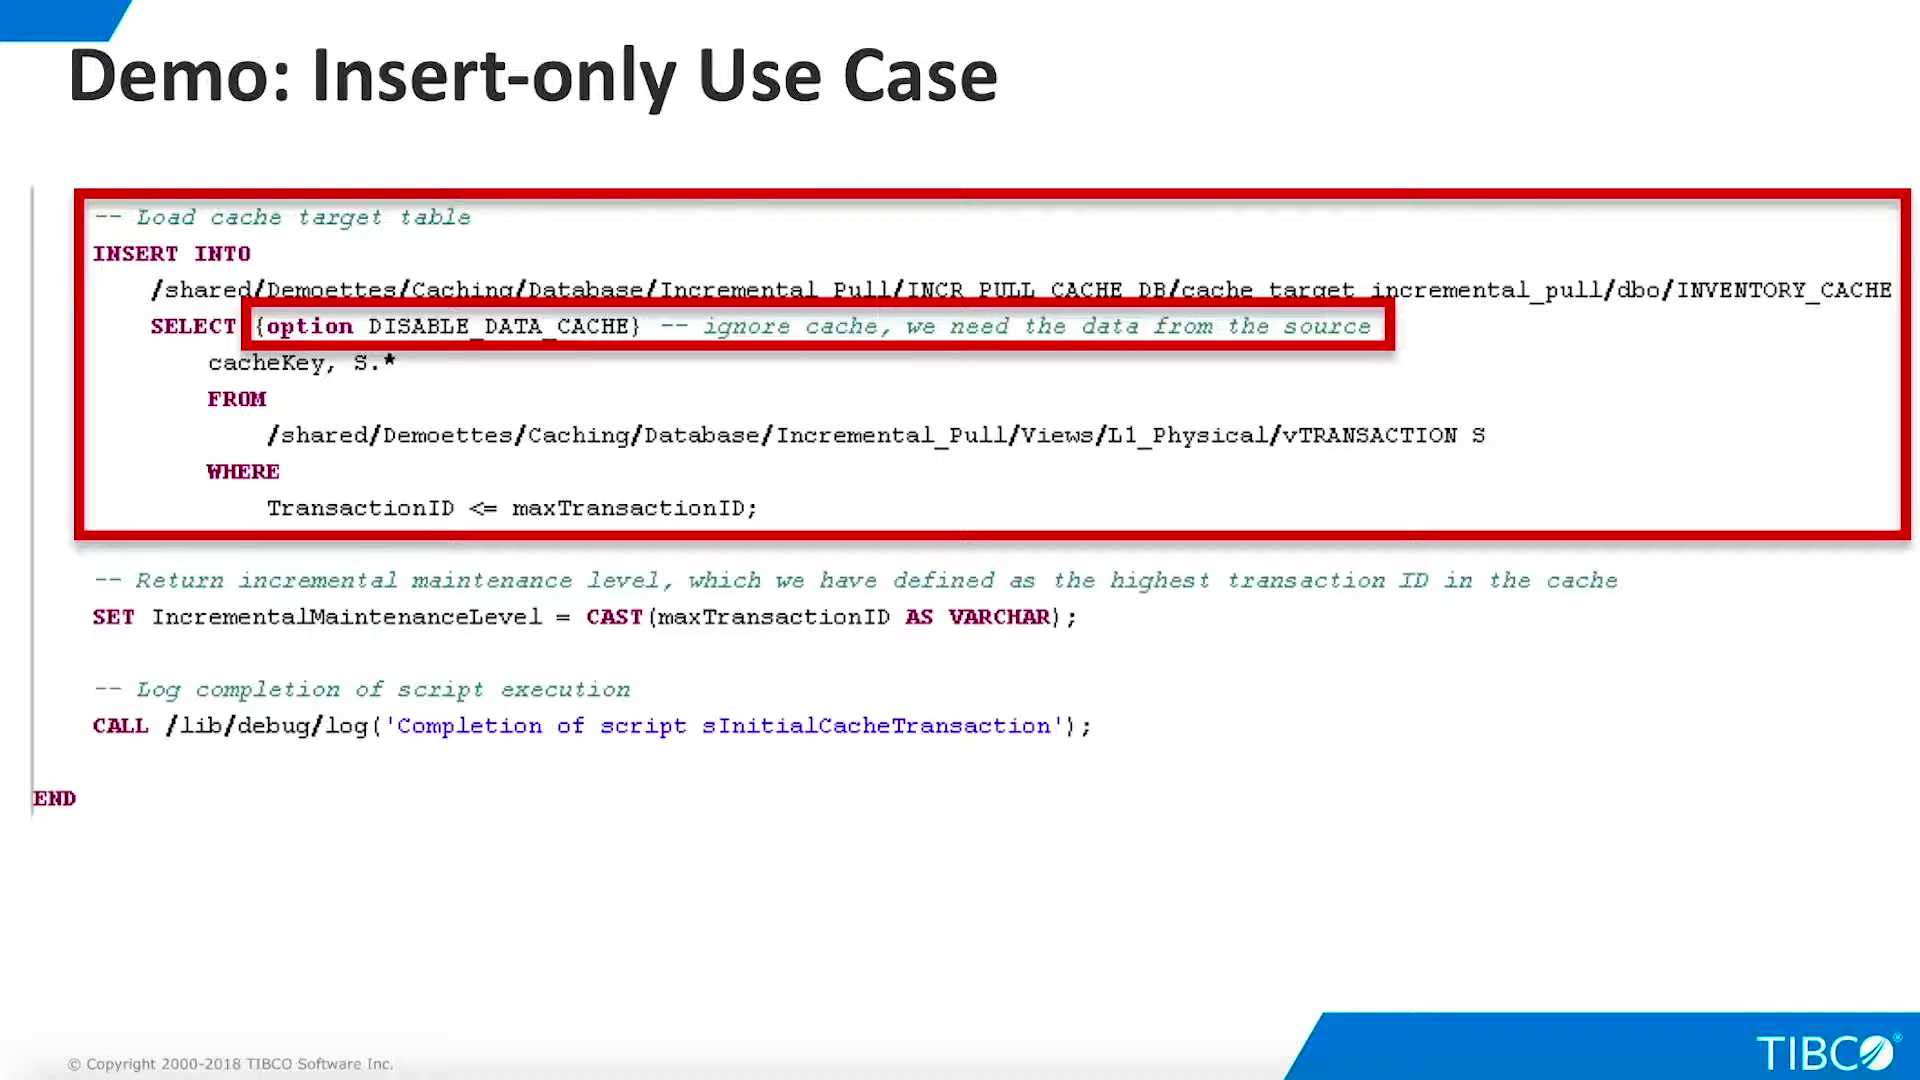 Demo: Insert-only Use Case
-- Load cache target table
INSERT INTO
/shared/Demoettes/Caching/Database/Incremental_Pull/INCR_PULL_CACHE_DB/cache_target_incremental_pull/dbo/INVENTORY_CACHE
SELECT {option DISABLE_DATA_CACHE} -- ignore cache, we need the data from the source
cacheKey, S.*
FROM
/shared/Demoettes/Caching/Database/Incremental_Pull/Views/L1_Physical/vTRANSACTION S
WHERE
TransactionID <= maxTransactionID;
-- Return incremental maintenance level, which we have defined as the highest transaction ID in the cache
SET IncrementalMaintenanceLevel = CAST(maxTransactionID AS VARCHAR);
-- Log completion of script execution
CALL /lib/debug/log('Completion of script sInitialCacheTransaction');
END
© Copyright 2000-2018 TIBCO Software Inc.
TIBCO®